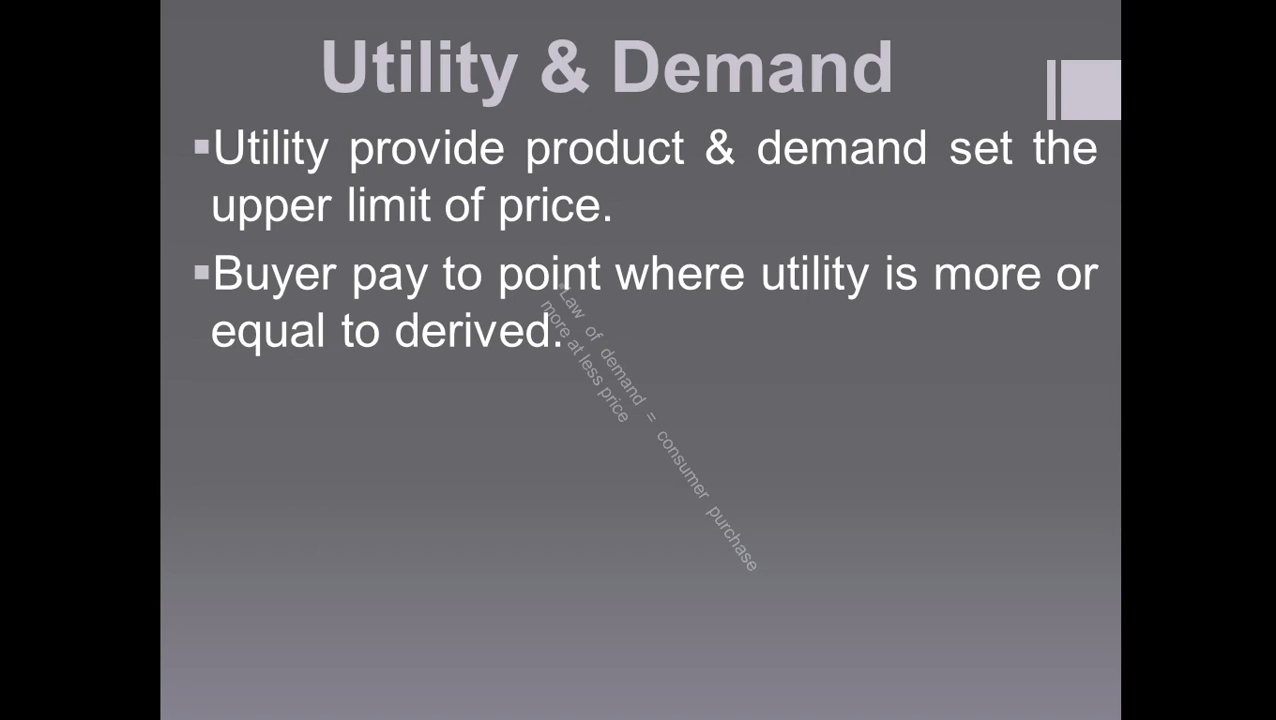 Utility & Demand
▪Utility provide product & demand set the
upper limit of price.
▪Buyer pay to point where utility is more or
equal to derived.
Law of demand = consumer purchase
more at less price